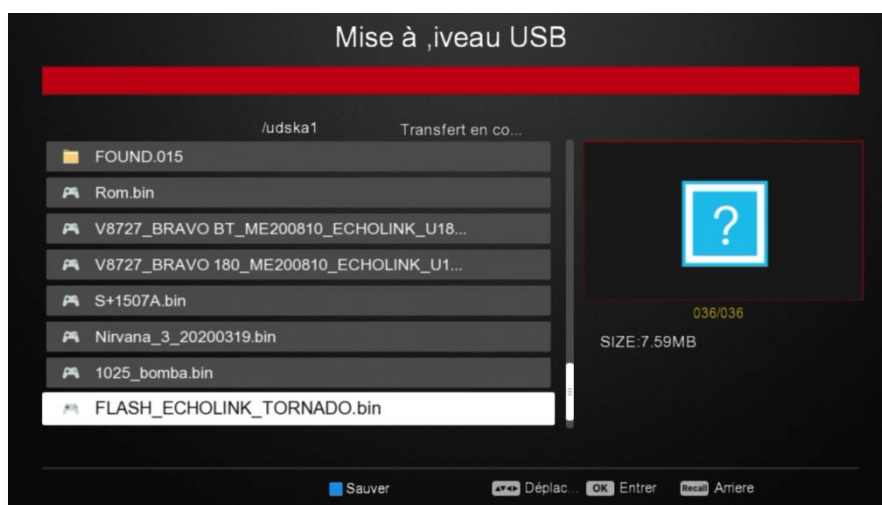 Mise à ,iveau USB
/udska1 Transfert en co...
FOUND.015
Rom.bin
V8727_BRAVO BT_ME200810_ECHOLINK_U18...
V8727_BRAVO 180_ME200810_ECHOLINK_U1...
S+1507A.bin
Nirvana_3_20200319.bin
1025_bomba.bin
FLASH_ECHOLINK_TORNADO.bin
?
036/036
SIZE:7.59MB
Sauver Déplac... OK Entrer Recall Arriere